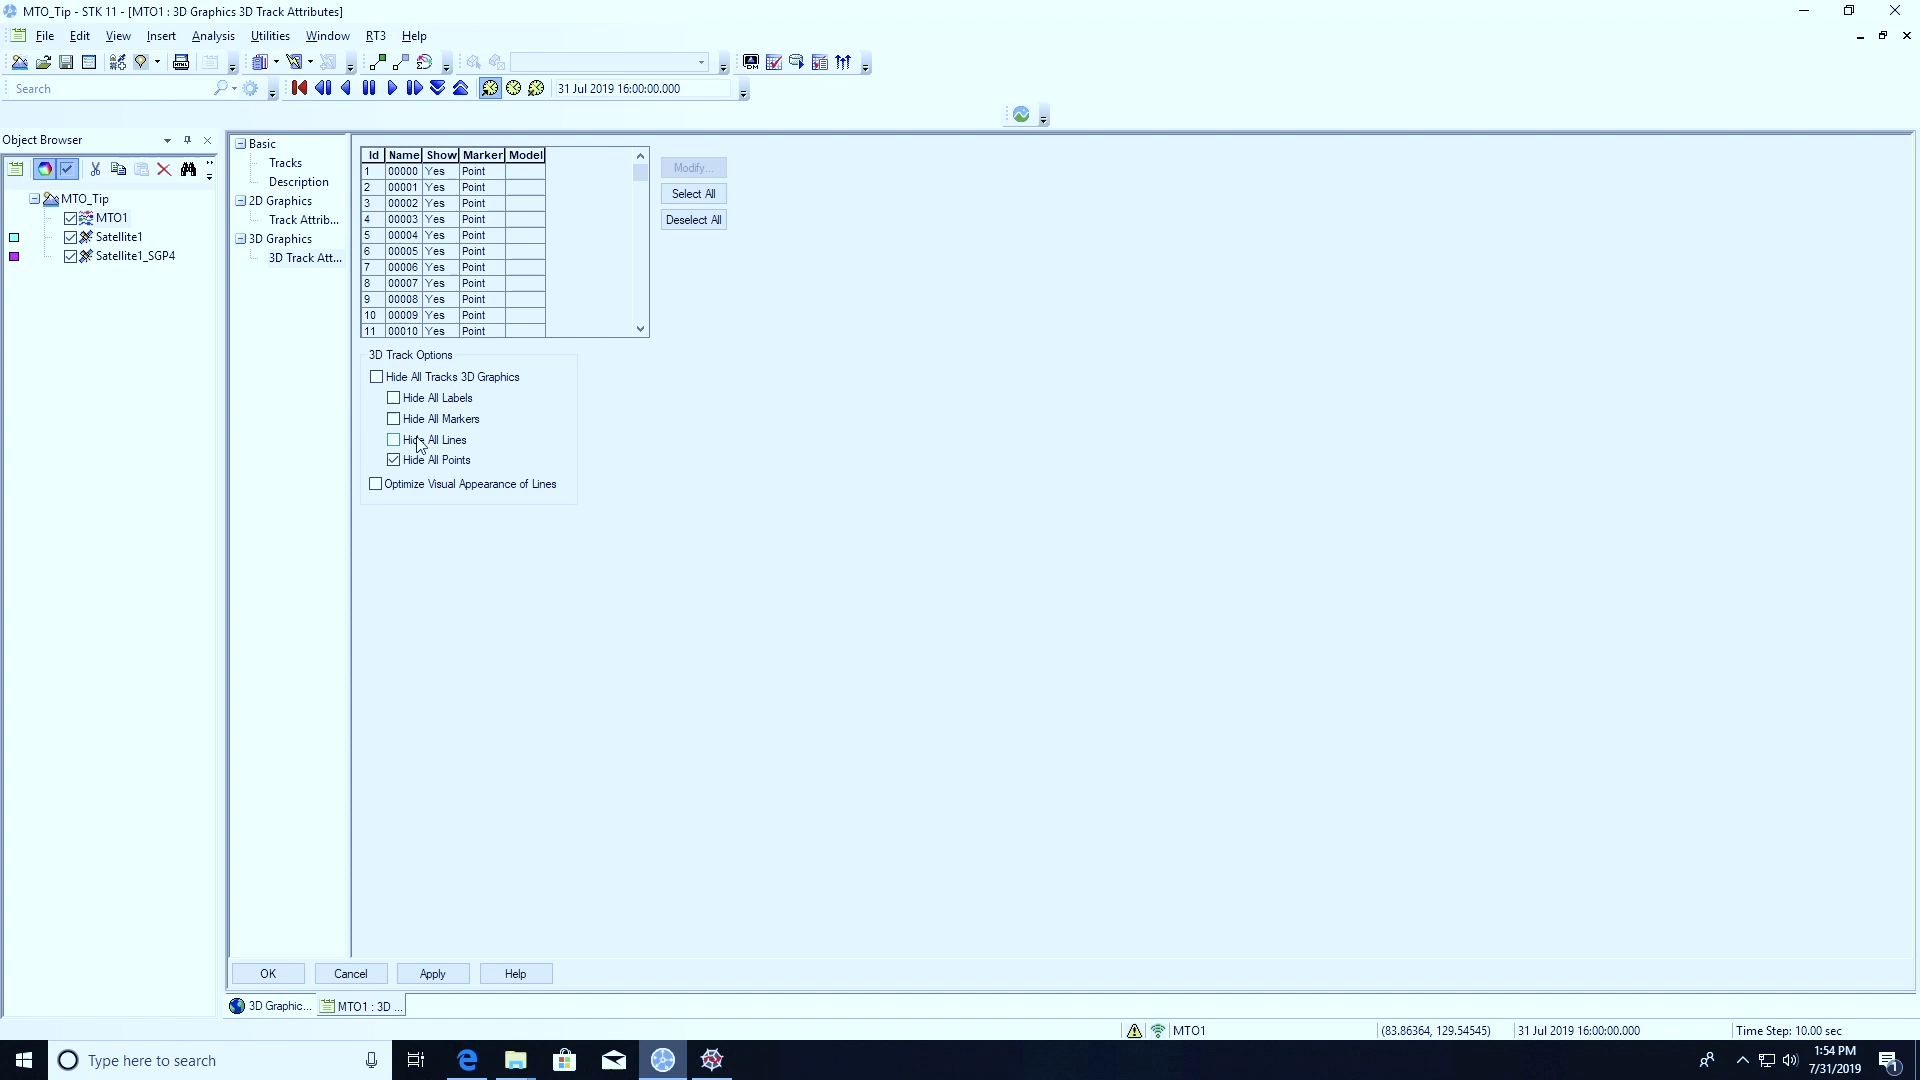 MTO_Tip - STK 11 - [MTO1 : 3D Graphics 3D Track Attributes]
File Edit View Insert Analysis Utilities Window RT3 Help
Search
31 Jul 2019 16:00:00.000
Object Browser
MTO_Tip
MTO1
Satellite1
Satellite1_SGP4
Basic
Tracks
Description
2D Graphics
Track Attrib...
3D Graphics
3D Track Att...
Id Name Show Marker Model
1 00000 Yes Point
2 00001 Yes Point
3 00002 Yes Point
4 00003 Yes Point
5 00004 Yes Point
6 00005 Yes Point
7 00006 Yes Point
8 00007 Yes Point
9 00008 Yes Point
10 00009 Yes Point
11 00010 Yes Point
Modify...
Select All
Deselect All
3D Track Options
Hide All Tracks 3D Graphics
Hide All Labels
Hide All Markers
Hide All Lines
Hide All Points
Optimize Visual Appearance of Lines
OK Cancel Apply Help
3D Graphic... MTO1 : 3D ...
MTO1 (83.86364, 129.54545) 31 Jul 2019 16:00:00.000 Time Step: 10.00 sec
Type here to search
1:54 PM
7/31/2019
1